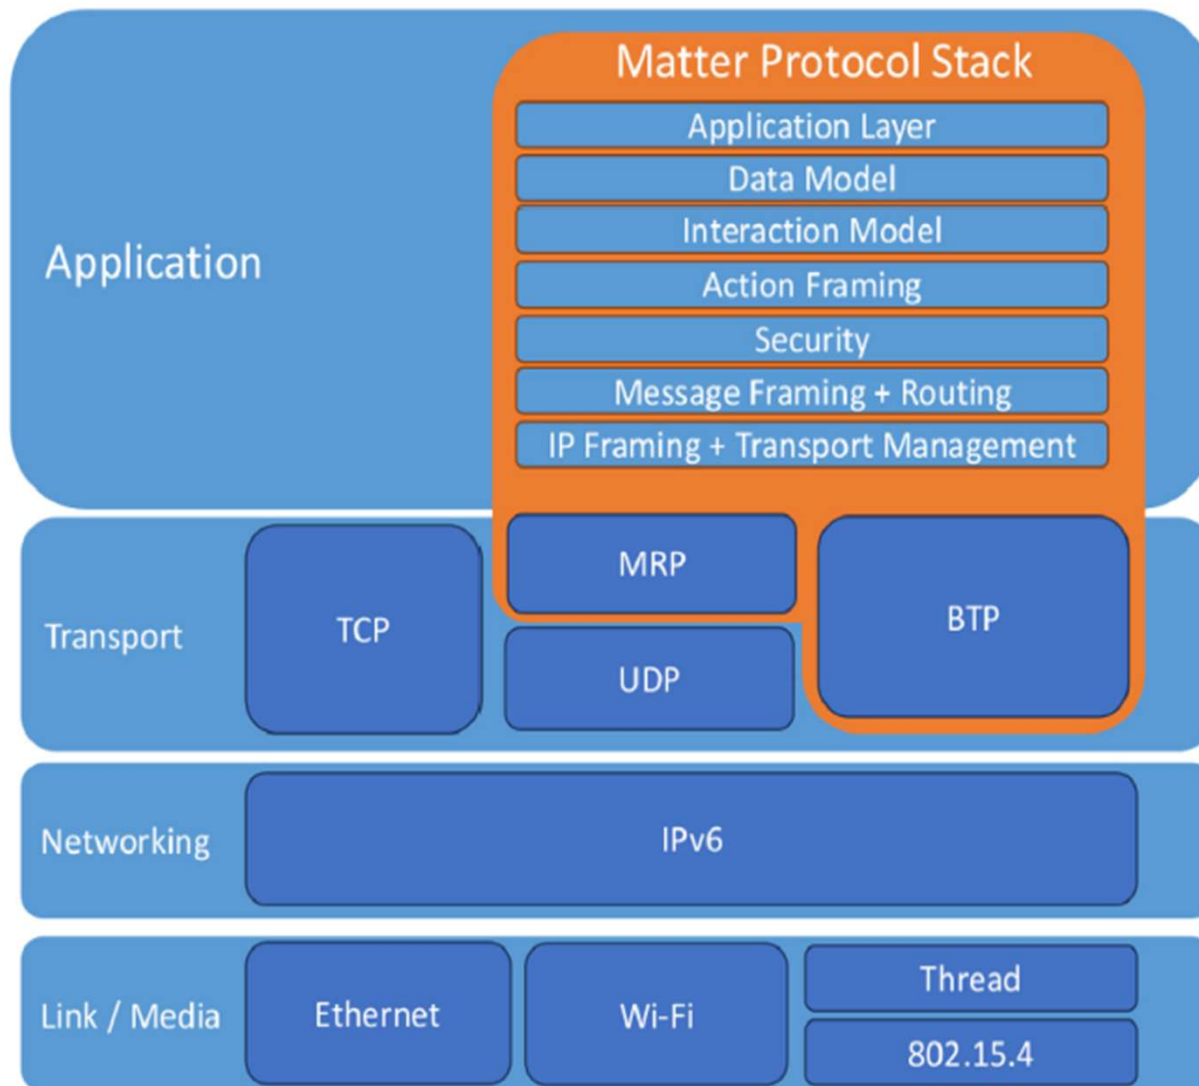 Matter Protocol Stack
Application Layer
Data Model
Interaction Model
Application
Action Framing
Security
Message Framing + Routing
IP Framing + Transport Management
Transport
TCP
MRP
UDP
BTP
Networking
IPv6
Link / Media
Ethernet
Wi-Fi
Thread
802.15.4